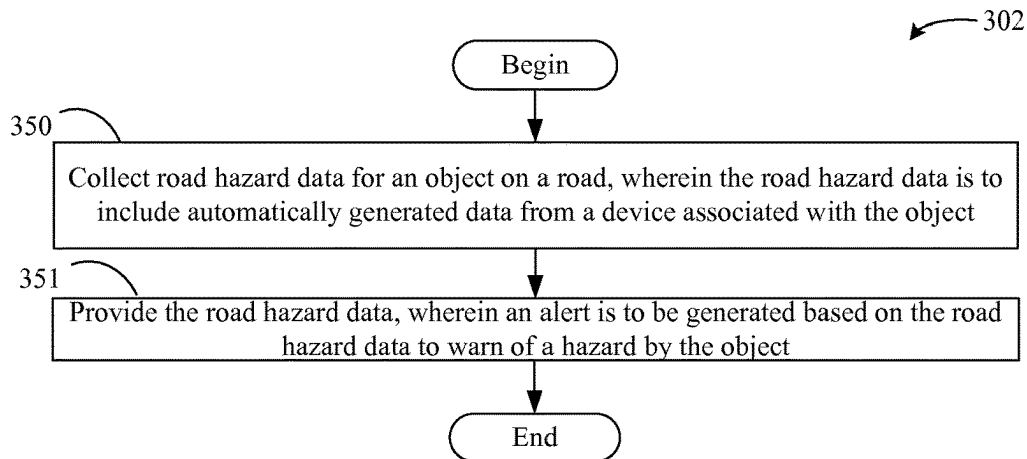 302
Begin
350
Collect road hazard data for an object on a road, wherein the road hazard data is to
include automatically generated data from a device associated with the object
351
Provide the road hazard data, wherein an alert is to be generated based on the road
hazard data to warn of a hazard by the object
End